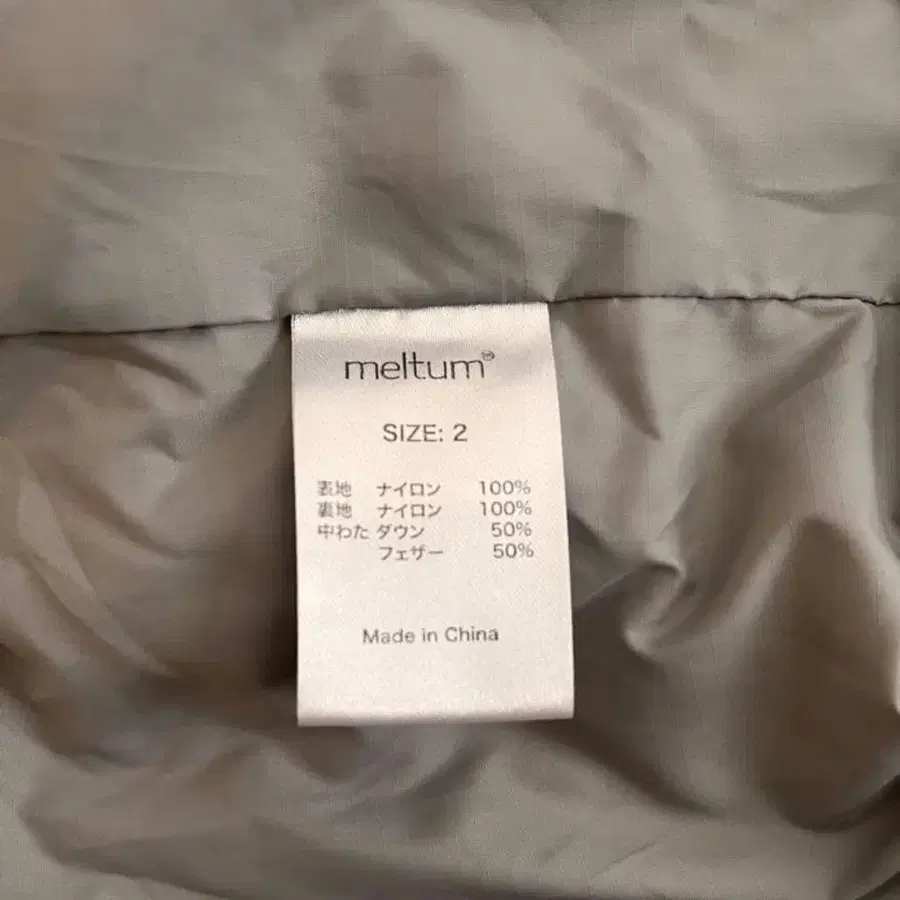 meltum®
SIZE: 2
表地 ナイロン 100%
裏地 ナイロン 100%
中わた ダウン 50%
フェザー 50%
Made in China